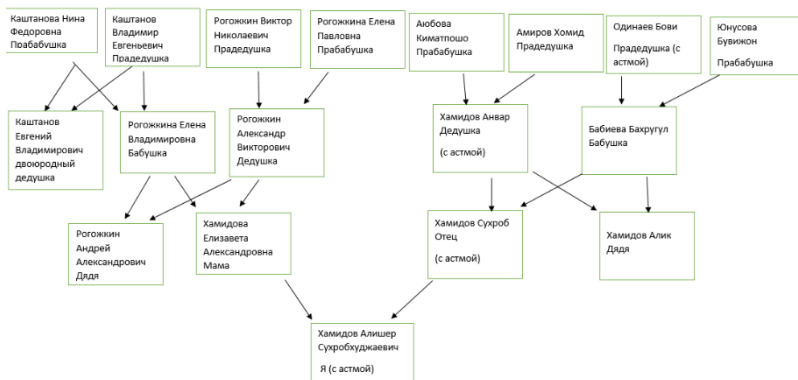 Каштанова Нина
Федоровна
Прабабушка
Каштанов
Владимир
Евгеньевич
Прадедушка
Рогожкин Виктор
Николаевич
Прадедушка
Рогожкина Елена
Павловна
Прабабушка
Аюбова
Киматпошо
Прабабушка
Амиров Хомид
Прадедушка
Одинаев Бови
Прадедушка (с
астмой)
Юнусова
Бувижон
Прабабушка
Каштанов
Евгений
Владимирович
двоюродный
дедушка
Рогожкина Елена
Владимировна
Бабушка
Рогожкин
Александр
Викторович
Дедушка
Хамидов Анвар
Дедушка
(с астмой)
Бабиева Бахругул
Бабушка
Рогожкин
Андрей
Александрович
Дядя
Хамидова
Елизавета
Александровна
Мама
Хамидов Сухроб
Отец
(с астмой)
Хамидов Алик
Дядя
Хамидов Алишер
Сухробхуджаевич
Я (с астмой)